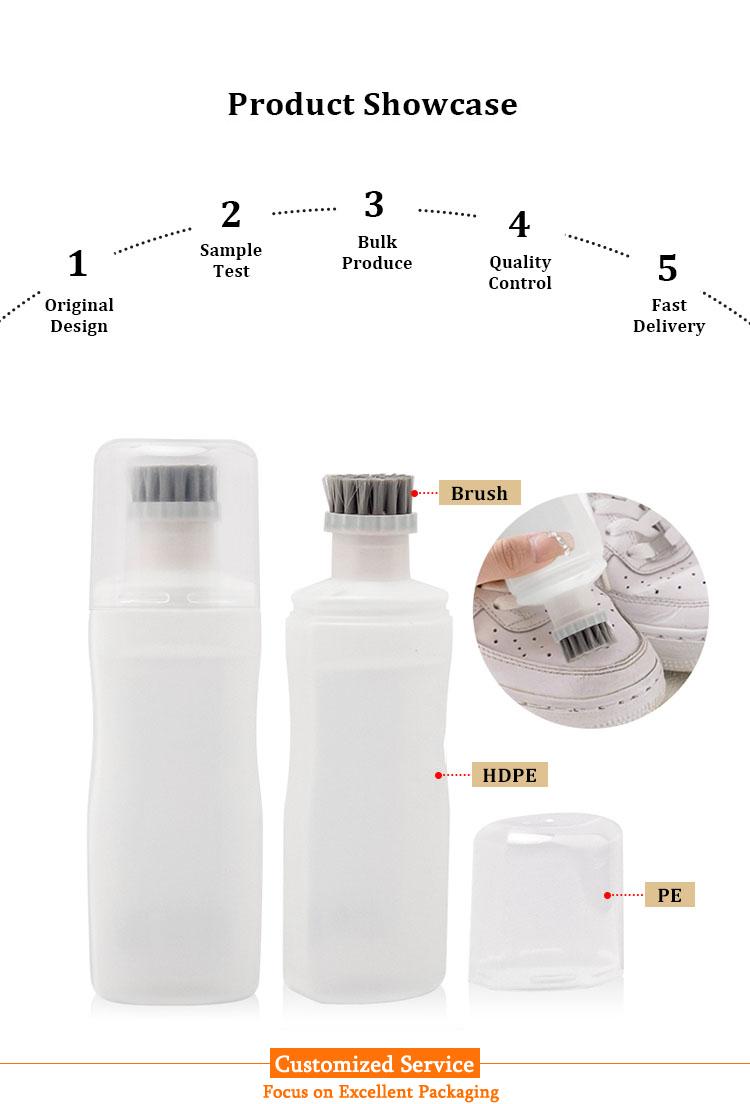 Product Showcase
1
Original
Design
2
Sample
Test
3
Bulk
Produce
4
Quality
Control
5
Fast
Delivery
Brush
HDPE
PE
Customized Service
Focus on Excellent Packaging